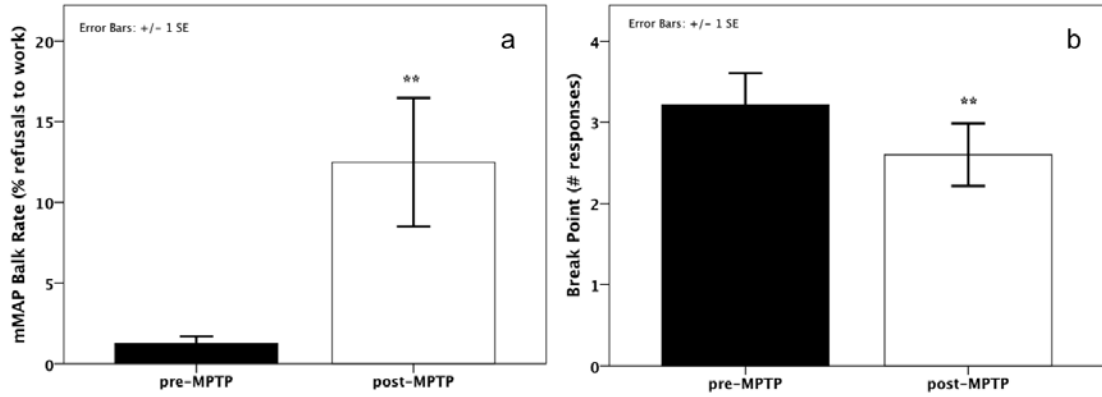 Error Bars: +/- 1 SE
a
mMAP Balk Rate (% refusals to work)
20
15
10
5
0
**
pre-MPTP
post-MPTP
Error Bars: +/- 1 SE
b
Break Point (# responses)
4
3
2
1
0
**
pre-MPTP
post-MPTP